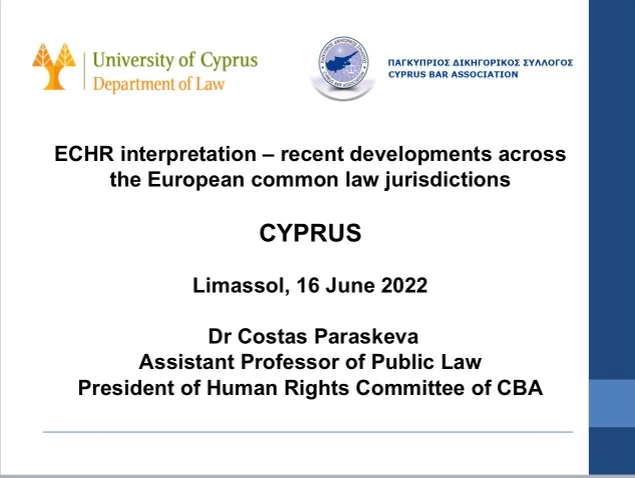 University of Cyprus
Department of Law
ΠΑΓΚΥΠΡΙΟΣ ΔΙΚΗΓΟΡΙΚΟΣ ΣΥΛΛΟΓΟΣ
CYPRUS BAR ASSOCIATION
ECHR interpretation – recent developments across
the European common law jurisdictions
CYPRUS
Limassol, 16 June 2022
Dr Costas Paraskeva
Assistant Professor of Public Law
President of Human Rights Committee of CBA